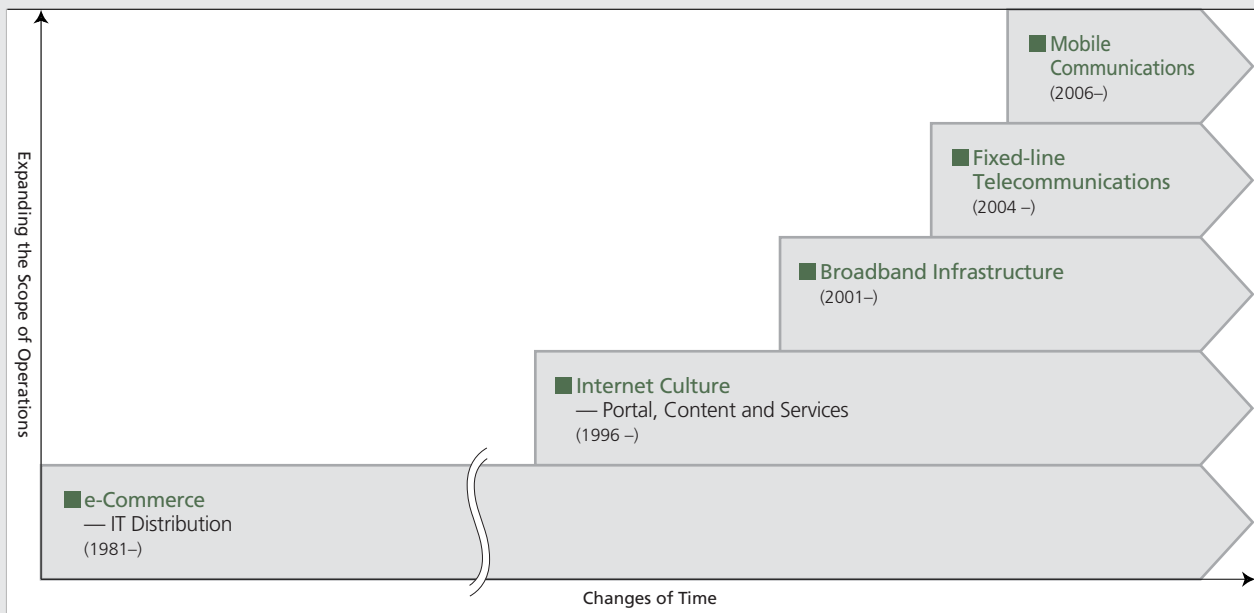 Mobile
Communications
(2006–)
Fixed-line
Telecommunications
(2004 –)
Broadband Infrastructure
(2001–)
Internet Culture
— Portal, Content and Services
(1996 –)
e-Commerce
— IT Distribution
(1981–)
Expanding the Scope of Operations
Changes of Time